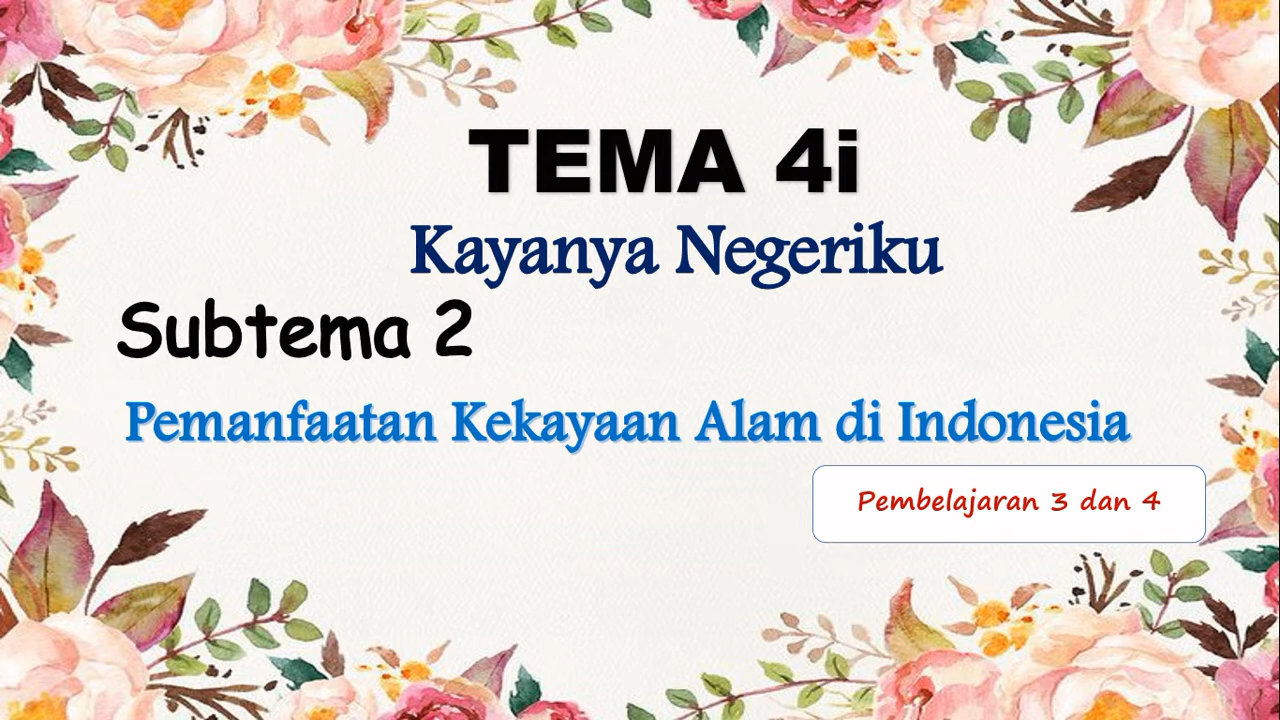 TEMA 4i
Kayanya Negeriku
Subtema 2
Pemanfaatan Kekayaan Alam di Indonesia
Pembelajaran 3 dan 4